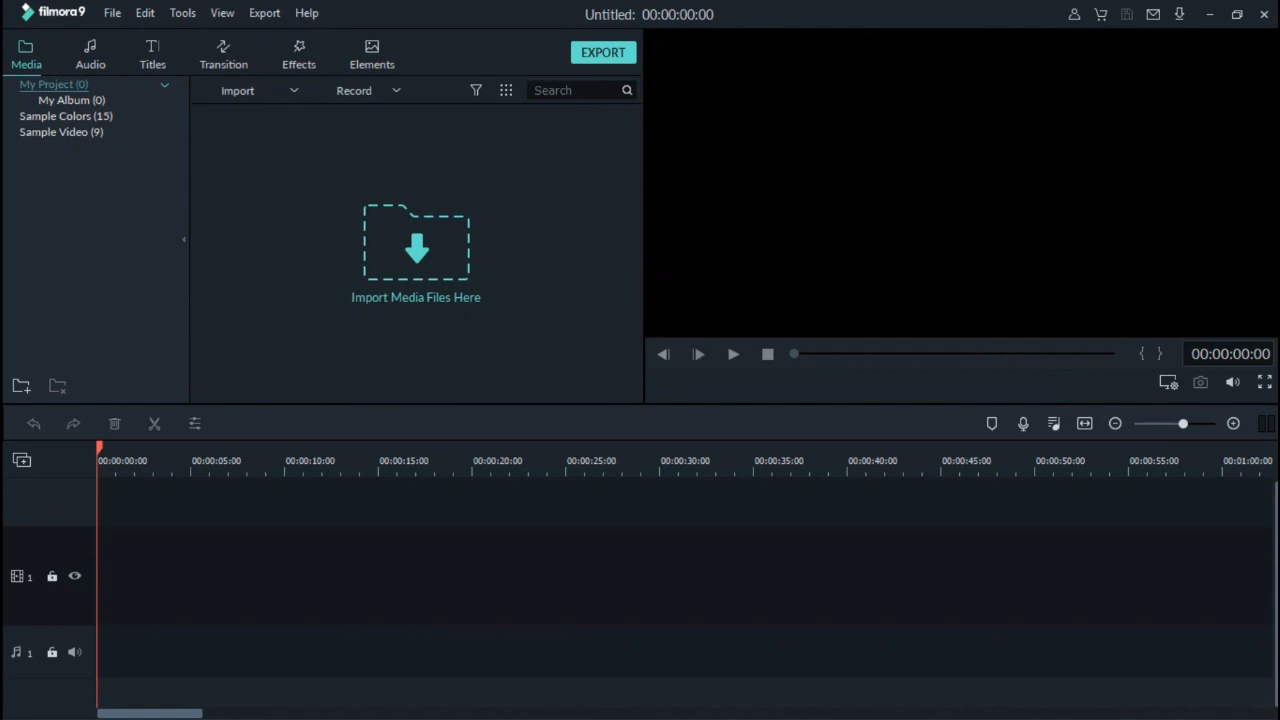 filmora9 File Edit Tools View Export Help Untitled: 00:00:00:00
Media Audio Titles Transition Effects Elements EXPORT
My Project (0)
My Album (0)
Sample Colors (15)
Sample Video (9)
Import Record Search
Import Media Files Here
00:00:00:00
00:00:00:00 00:00:05:00 00:00:10:00 00:00:15:00 00:00:20:00 00:00:25:00 00:00:30:00 00:00:35:00 00:00:40:00 00:00:45:00 00:00:50:00 00:00:55:00 00:01:00:00
1
1